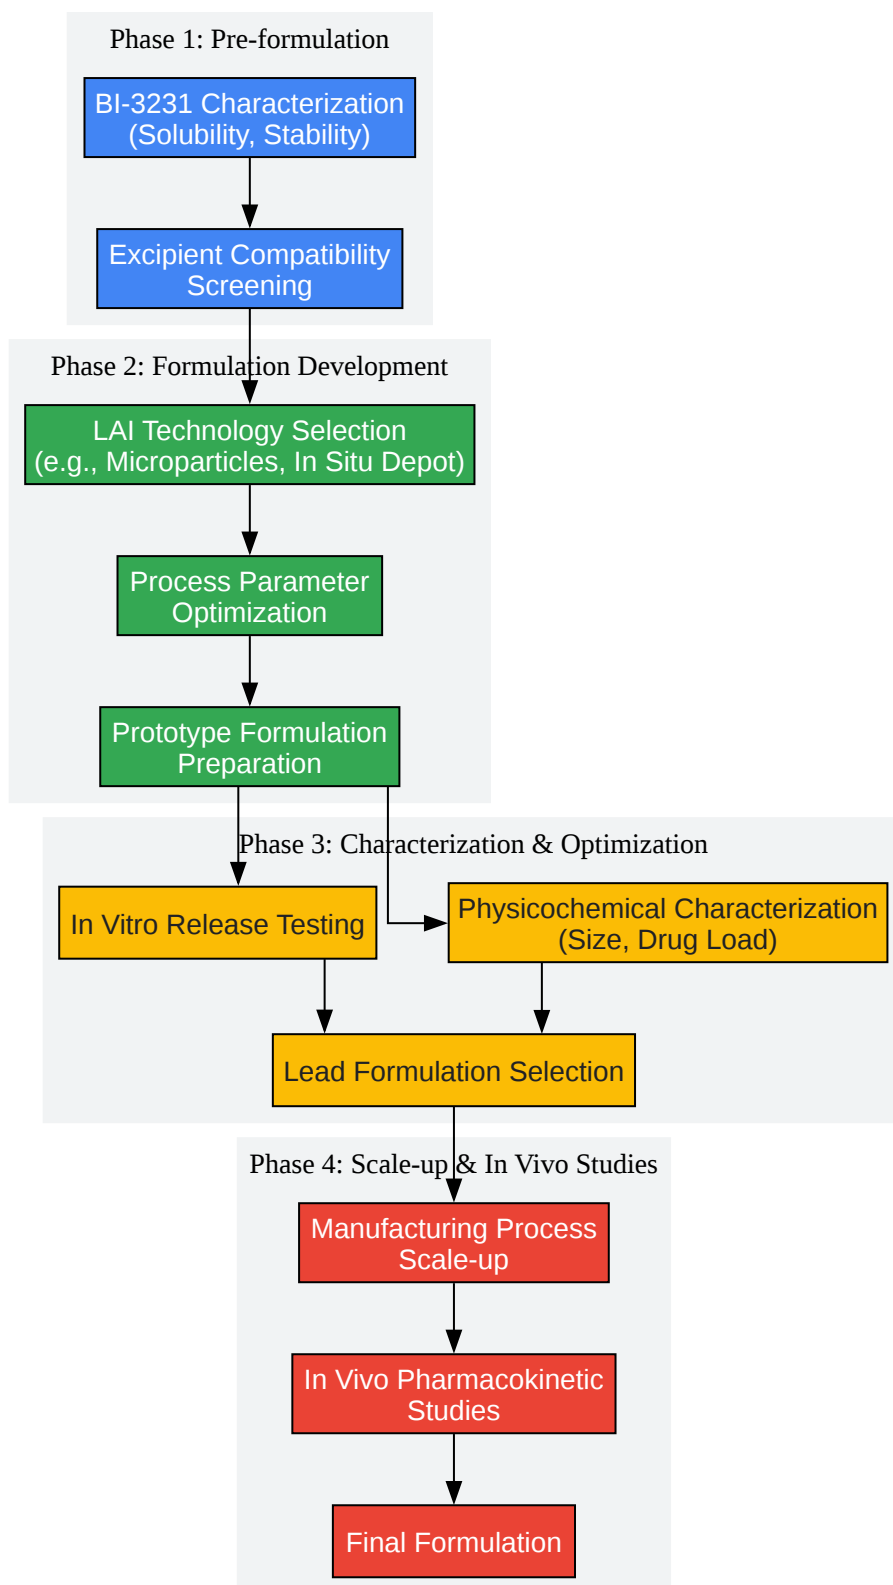 Phase 1: Pre-formulation
BI-3231 Characterization
(Solubility, Stability)
Excipient Compatibility
Screening
Phase 2: Formulation Development
LAI Technology Selection
(e.g., Microparticles, In Situ Depot)
Process Parameter
Optimization
Prototype Formulation
Preparation
Phase 3: Characterization & Optimization
In Vitro Release Testing
Physicochemical Characterization
(Size, Drug Load)
Lead Formulation Selection
Phase 4: Scale-up & In Vivo Studies
Manufacturing Process
Scale-up
In Vivo Pharmacokinetic
Studies
Final Formulation